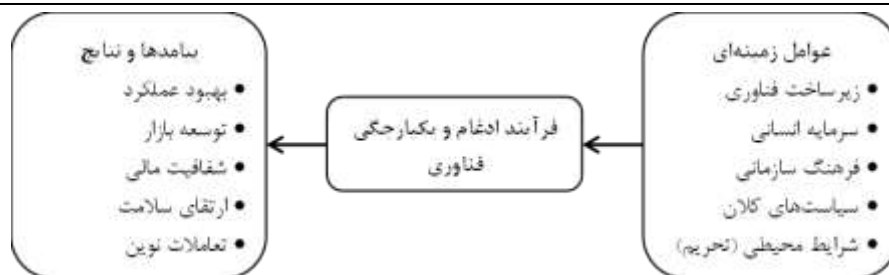 عوامل زمینه‌ای
• زیرساخت فناوری
• سرمایه انسانی
• فرهنگ سازمانی
• سیاست‌های کلان
• شرایط محیطی (تحریم)
فرآیند ادغام و یکپارچگی
فناوری
پیامدها و نتایج
• بهبود عملکرد
• توسعه بازار
• شفافیت مالی
• ارتقای سلامت
• تعاملات نوین